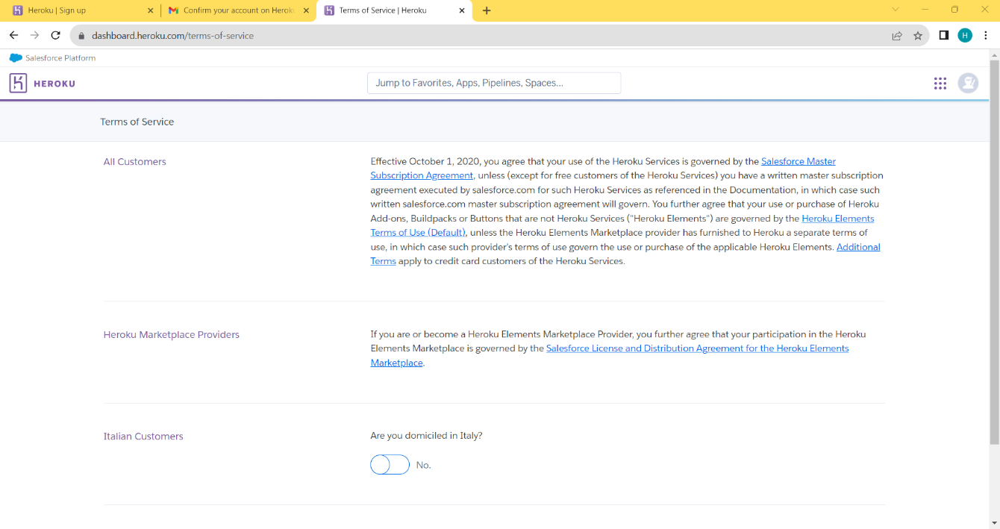 Heroku | Sign up
Confirm your account on Heroku
Terms of Service | Heroku
dashboard.heroku.com/terms-of-service
H
Salesforce Platform
HEROKU
Jump to Favorites, Apps, Pipelines, Spaces...
Terms of Service
All Customers
Effective October 1, 2020, you agree that your use of the Heroku Services is governed by the Salesforce Master
Subscription Agreement, unless (except for free customers of the Heroku Services) you have a written master subscription
agreement executed by salesforce.com for such Heroku Services as referenced in the Documentation, in which case such
written salesforce.com master subscription agreement will govern. You further agree that your use or purchase of Heroku
Add-ons, Buildpacks or Buttons that are not Heroku Services ("Heroku Elements") are governed by the Heroku Elements
Terms of Use (Default), unless the Heroku Elements Marketplace provider has furnished to Heroku a separate terms of
use, in which case such provider's terms of use govern the use or purchase of the applicable Heroku Elements. Additional
Terms apply to credit card customers of the Heroku Services.
Heroku Marketplace Providers
If you are or become a Heroku Elements Marketplace Provider, you further agree that your participation in the Heroku
Elements Marketplace is governed by the Salesforce License and Distribution Agreement for the Heroku Elements
Marketplace.
Italian Customers
Are you domiciled in Italy?
No.